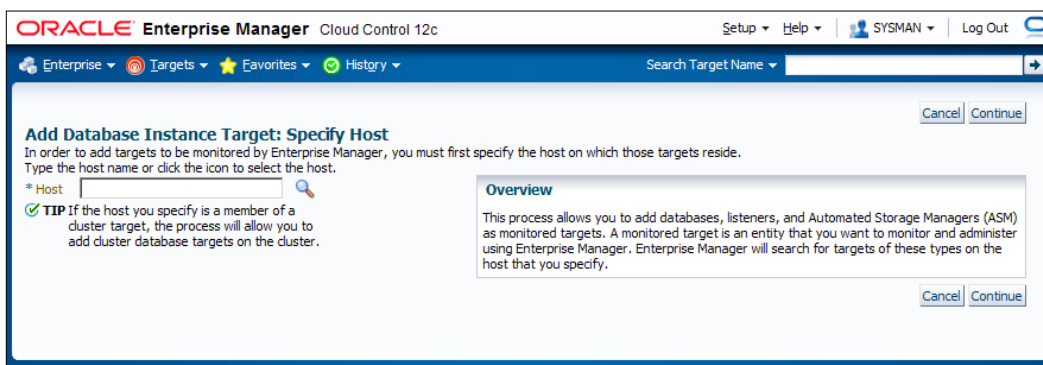 ORACLE Enterprise Manager Cloud Control 12c
Setup Help SYSMAN Log Out
Enterprise Targets Favorites History Search Target Name
Cancel Continue
Add Database Instance Target: Specify Host
In order to add targets to be monitored by Enterprise Manager, you must first specify the host on which those targets reside.
Type the host name or click the icon to select the host.
* Host
TIP If the host you specify is a member of a
cluster target, the process will allow you to
add cluster database targets on the cluster.
Overview
This process allows you to add databases, listeners, and Automated Storage Managers (ASM)
as monitored targets. A monitored target is an entity that you want to monitor and administer
using Enterprise Manager. Enterprise Manager will search for targets of these types on the
host that you specify.
Cancel Continue